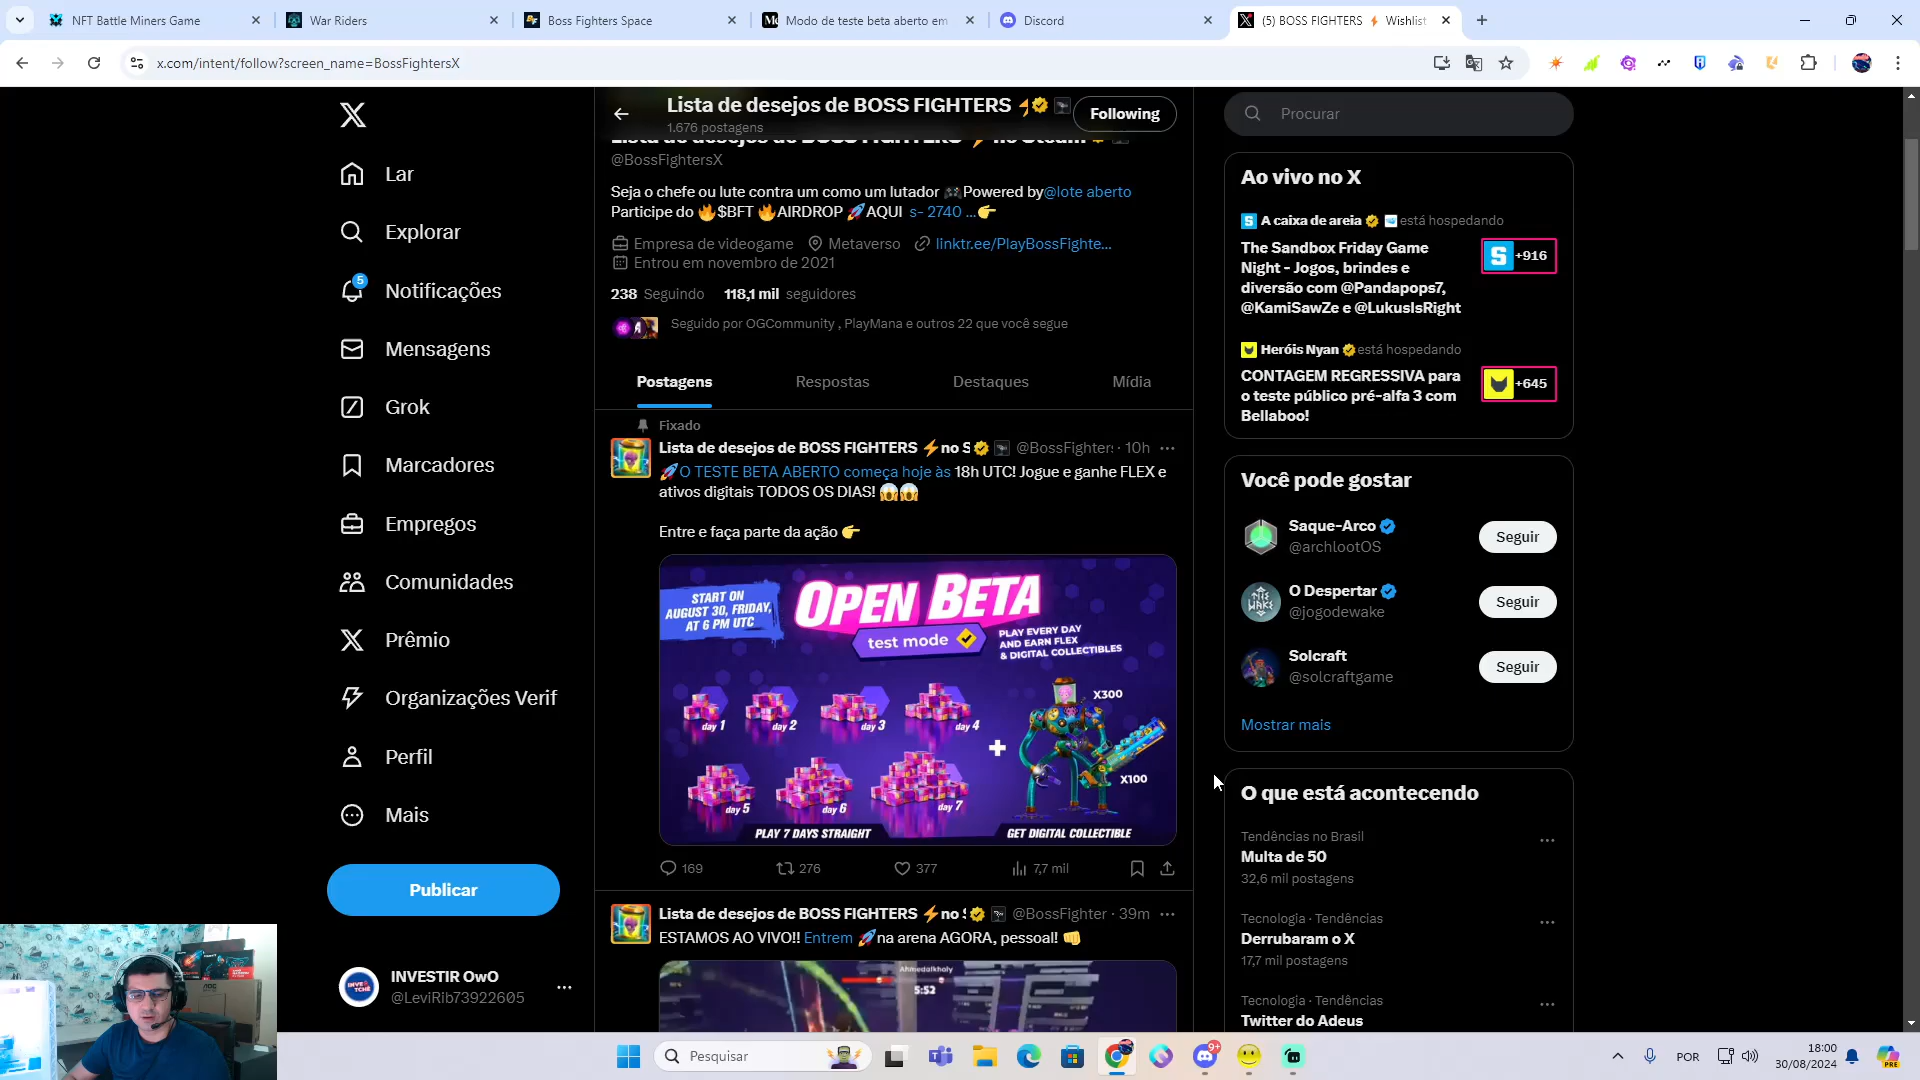 NFT Battle Miners Game
War Riders
Boss Fighters Space
Modo de teste beta aberto em
Discord
(5) BOSS FIGHTERS ⚡ Wishlist
x.com/intent/follow?screen_name=BossFightersX
Lar
Explorar
5
Notificações
Mensagens
Grok
Marcadores
Empregos
Comunidades
Prêmio
Organizações Verif
Perfil
Mais
Publicar
INVESTIR OwO
@LeviRib73922605
Lista de desejos de BOSS FIGHTERS ⚡
1.676 postagens
Following
Lista de desejos de BOSS FIGHTERS ⚡ no Steam
@BossFightersX
Seja o chefe ou lute contra um como um lutador 🎮Powered by@lote aberto
Participe do 🔥$BFT 🔥AIRDROP 🚀AQUI s- 2740 ...👉
Empresa de videogame Metaverso linktr.ee/PlayBossFighte...
Entrou em novembro de 2021
238 Seguindo 118,1 mil seguidores
Seguido por OGCommunity , PlayMana e outros 22 que você segue
Postagens Respostas Destaques Mídia
Fixado
Lista de desejos de BOSS FIGHTERS ⚡no S @BossFighter: · 10h
🚀O TESTE BETA ABERTO começa hoje às 18h UTC! Jogue e ganhe FLEX e
ativos digitais TODOS OS DIAS! 😱😱
Entre e faça parte da ação 👉
START ON
AUGUST 30, FRIDAY,
AT 6 PM UTC
OPEN BETA
test mode
PLAY EVERY DAY
AND EARN FLEX
& DIGITAL COLLECTIBLES
day 1
day 2
day 3
day 4
X300
day 5
day 6
day 7
X100
PLAY 7 DAYS STRAIGHT
GET DIGITAL COLLECTIBLE
169 276 377 7,7 mil
Lista de desejos de BOSS FIGHTERS ⚡no S @BossFighter · 39m
ESTAMOS AO VIVO!! Entrem 🚀na arena AGORA, pessoal! 👊
Ahmedalkholy
5:52
Procurar
Ao vivo no X
A caixa de areia está hospedando
The Sandbox Friday Game
Night - Jogos, brindes e
diversão com @Pandapops7,
@KamiSawZe e @LukusIsRight
+916
Heróis Nyan está hospedando
CONTAGEM REGRESSIVA para
o teste público pré-alfa 3 com
Bellaboo!
+645
Você pode gostar
Saque-Arco
@archlootOS
Seguir
O Despertar
@jogodewake
Seguir
Solcraft
@solcraftgame
Seguir
Mostrar mais
O que está acontecendo
Tendências no Brasil
Multa de 50
32,6 mil postagens
Tecnologia · Tendências
Derrubaram o X
17,7 mil postagens
Tecnologia · Tendências
Twitter do Adeus
Pesquisar
9+
POR
18:00
30/08/2024
PRE